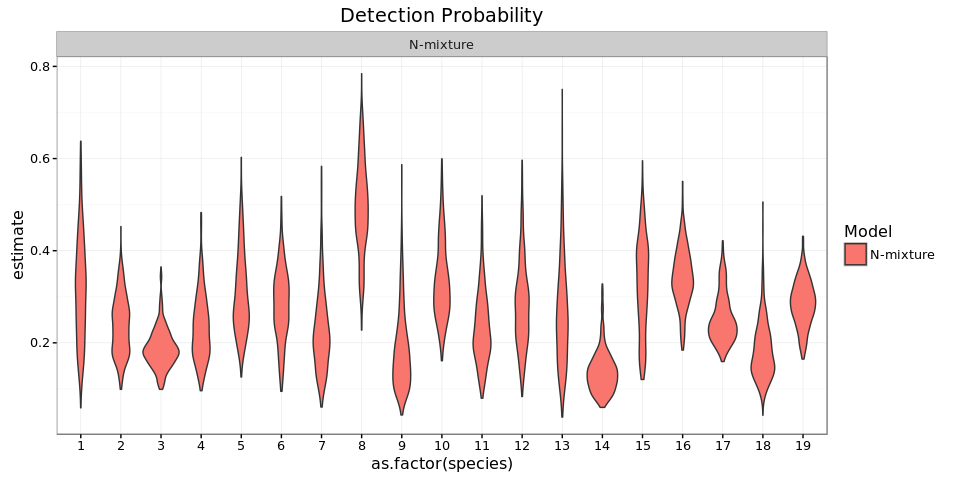 Detection Probability
N-mixture
0.8
0.6
0.4
0.2
estimate
1 2 3 4 5 6 7 8 9 10 11 12 13 14 15 16 17 18 19
as.factor(species)
Model
N-mixture